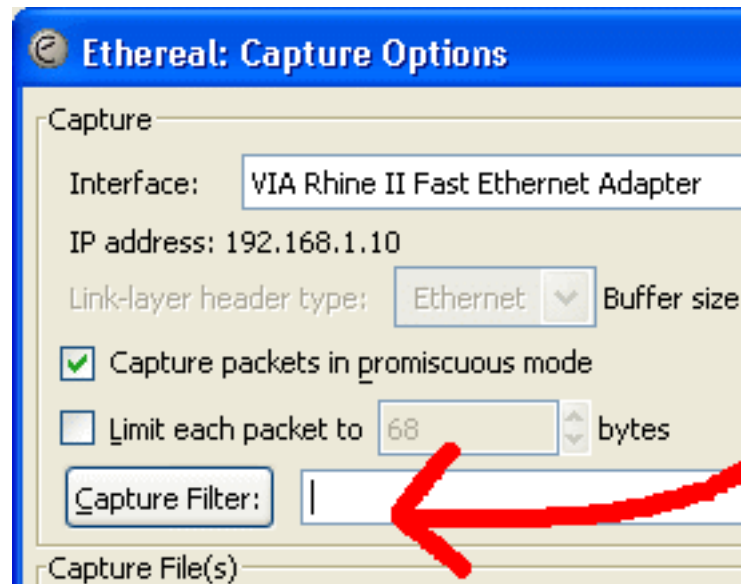 Ethereal: Capture Options
Capture
Interface: VIA Rhine II Fast Ethernet Adapter
IP address: 192.168.1.10
Link-layer header type: Ethernet Buffer size
Capture packets in promiscuous mode
Limit each packet to 68 bytes
Capture Filter:
Capture File(s)